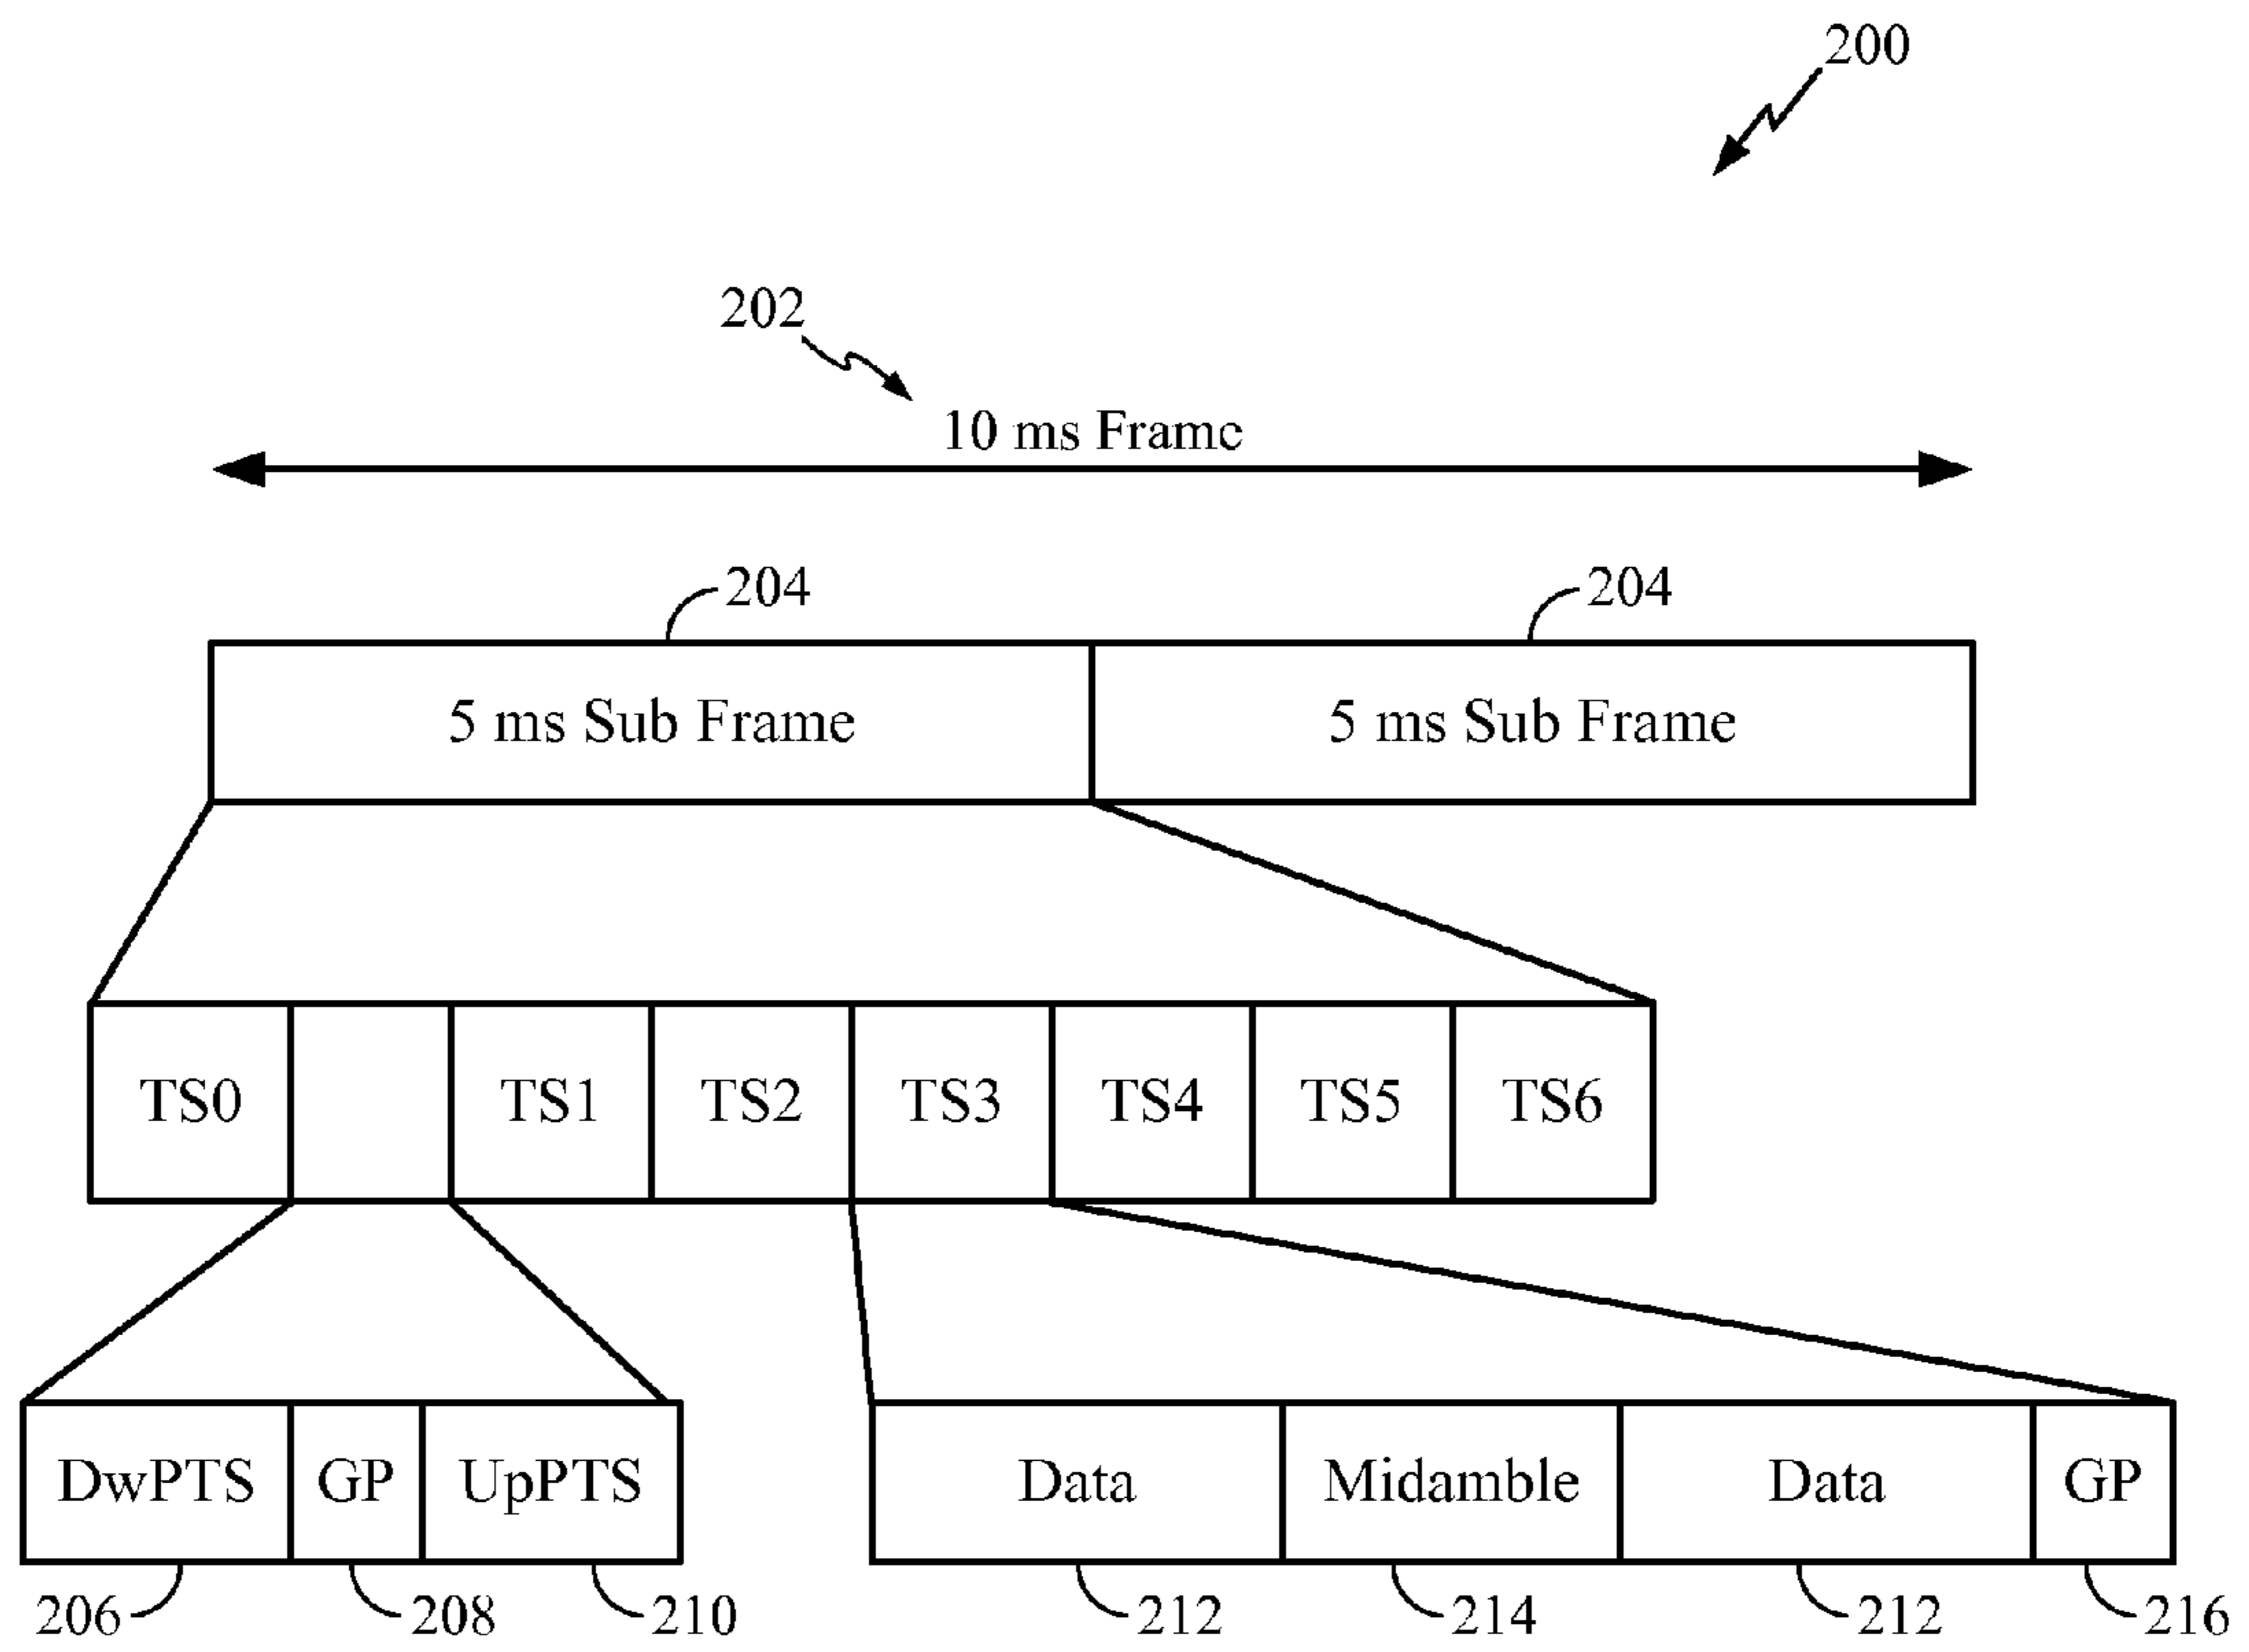 200
202
10 ms Frame
204 204
5 ms Sub Frame 5 ms Sub Frame
TS0 TS1 TS2 TS3 TS4 TS5 TS6
DwPTS GP UpPTS Data Midamble Data GP
206 208 210 212 214 212 216